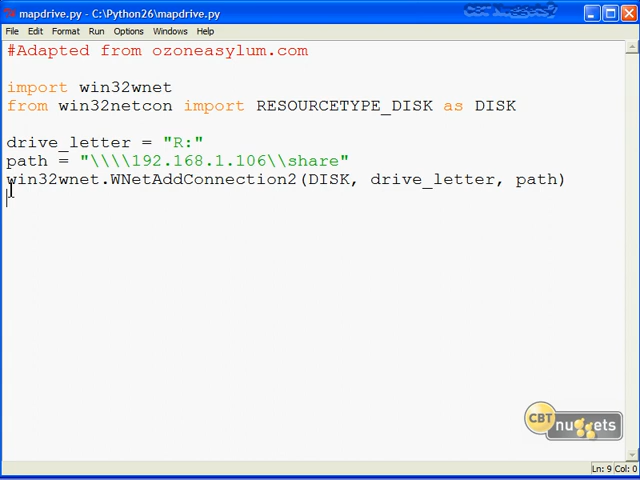 mapdrive.py - C:\Python26\mapdrive.py
File Edit Format Run Options Windows Help
#Adapted from ozoneasylum.com
import win32wnet
from win32netcon import RESOURCETYPE_DISK as DISK
drive_letter = "R:"
path = "\\\\192.168.1.106\\share"
win32wnet.WNetAddConnection2(DISK, drive_letter, path)
CBT nuggets
Ln: 9 Col: 0